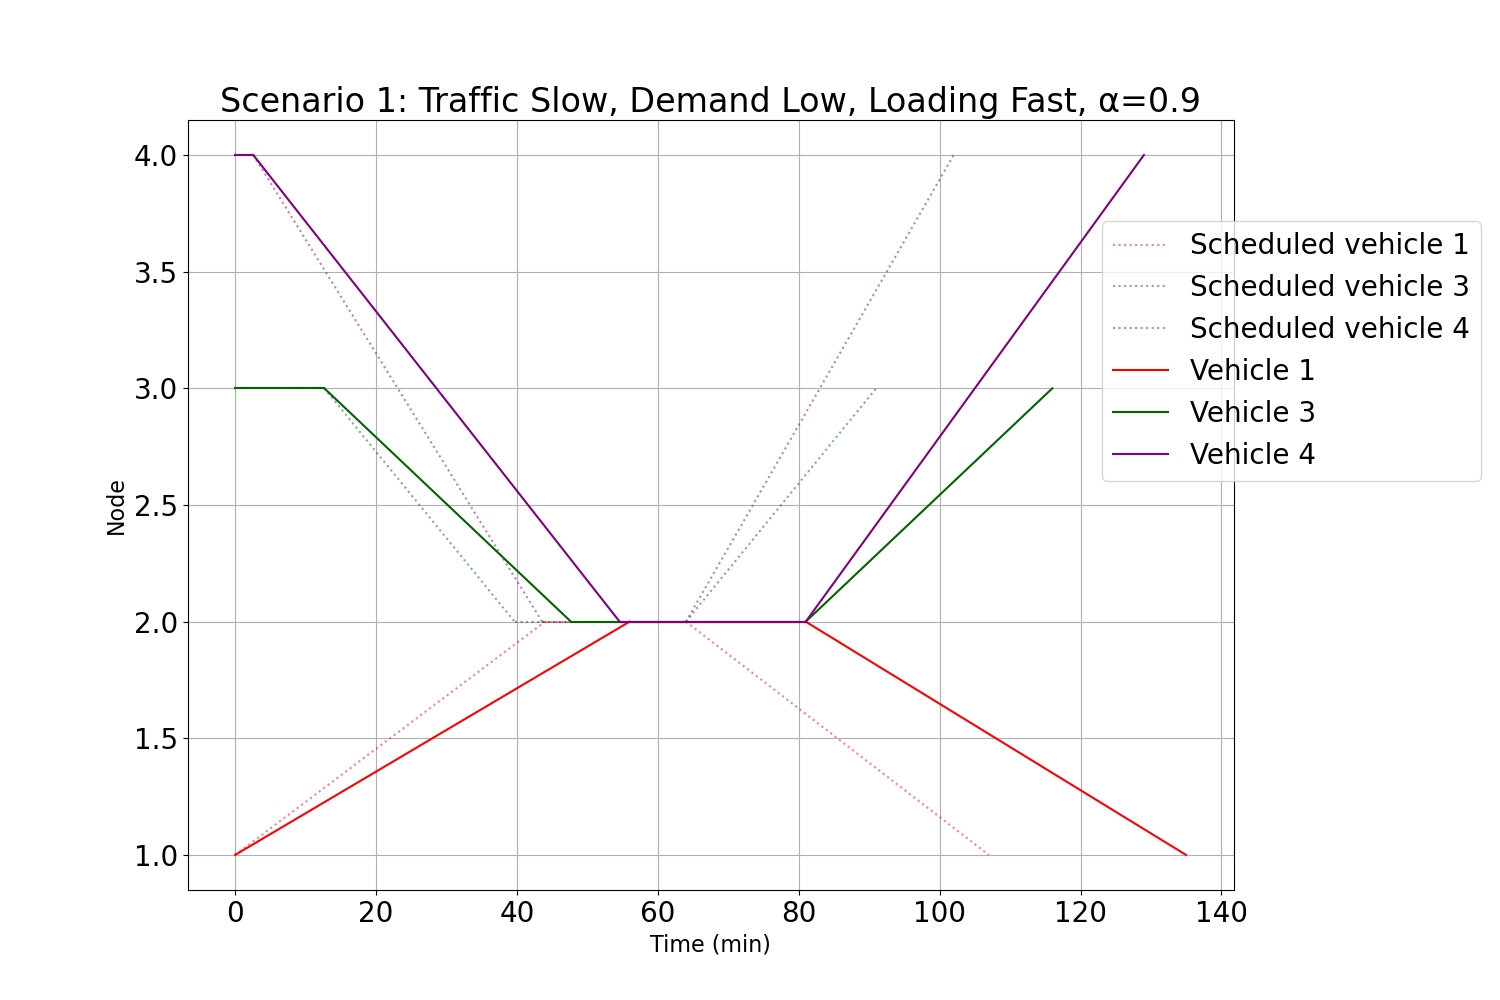 Scenario 1: Traffic Slow, Demand Low, Loading Fast, α=0.9
4.0
3.5
3.0
2.5
2.0
1.5
1.0
Node
0 20 40 60 80 100 120 140
Time (min)
Scheduled vehicle 1
Scheduled vehicle 3
Scheduled vehicle 4
Vehicle 1
Vehicle 3
Vehicle 4